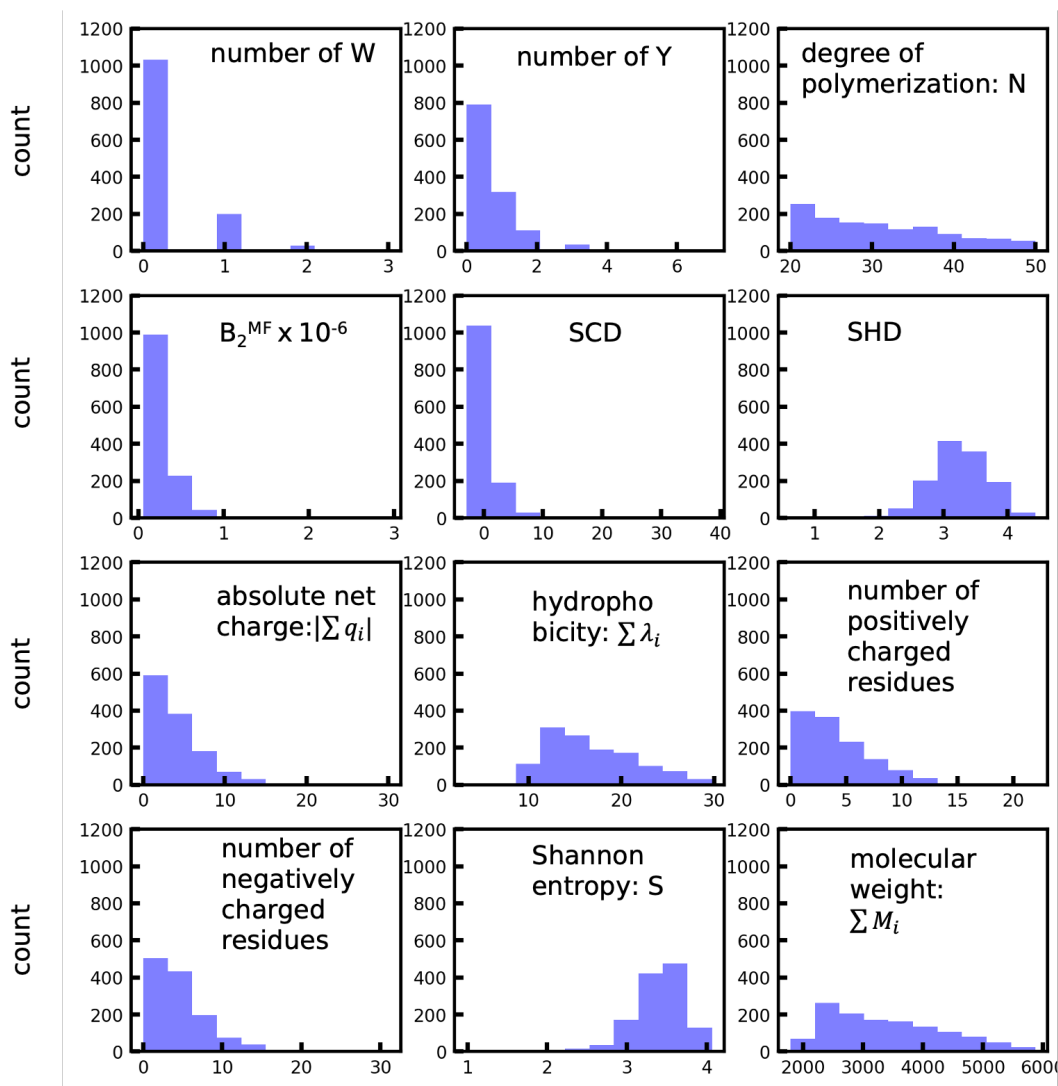 1200 1200 1200
number of W number of Y degree of
polymerization: N
1000 1000 1000
800 800 800
600 600 600
400 400 400
200 200 200
0 0 0
count
0 1 2 3 0 2 4 6 20 30 40 50
1200 1200 1200
B₂ᴹᶠ x 10⁻⁶ SCD SHD
1000 1000 1000
800 800 800
600 600 600
400 400 400
200 200 200
0 0 0
count
0 1 2 3 0 10 20 30 40 1 2 3 4
1200 1200 1200
absolute net
charge:|∑ qᵢ|
hydropho
bicity: ∑ λᵢ
number of
positively
charged
residues
1000 1000 1000
800 800 800
600 600 600
400 400 400
200 200 200
0 0 0
count
0 10 20 30 10 20 30 0 5 10 15 20
1200 1200 1200
number of
negatively
charged
residues
Shannon
entropy: S
molecular
weight:
∑ Mᵢ
1000 1000 1000
800 800 800
600 600 600
400 400 400
200 200 200
0 0 0
count
0 10 20 30 1 2 3 4 2000 3000 4000 5000 6000